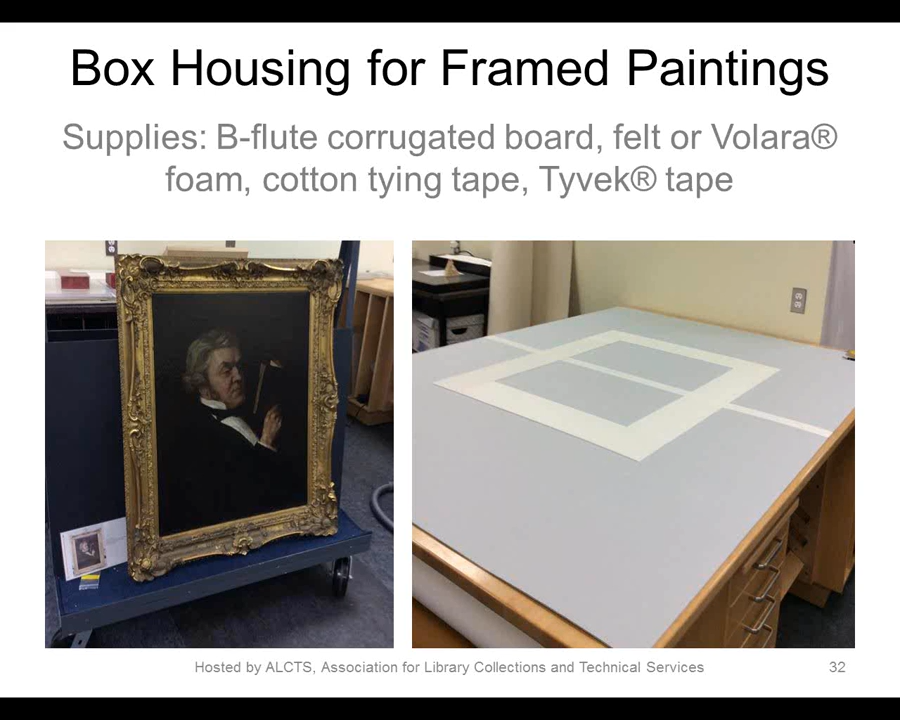 Box Housing for Framed Paintings
Supplies: B-flute corrugated board, felt or Volara®
foam, cotton tying tape, Tyvek® tape
Hosted by ALCTS, Association for Library Collections and Technical Services
32